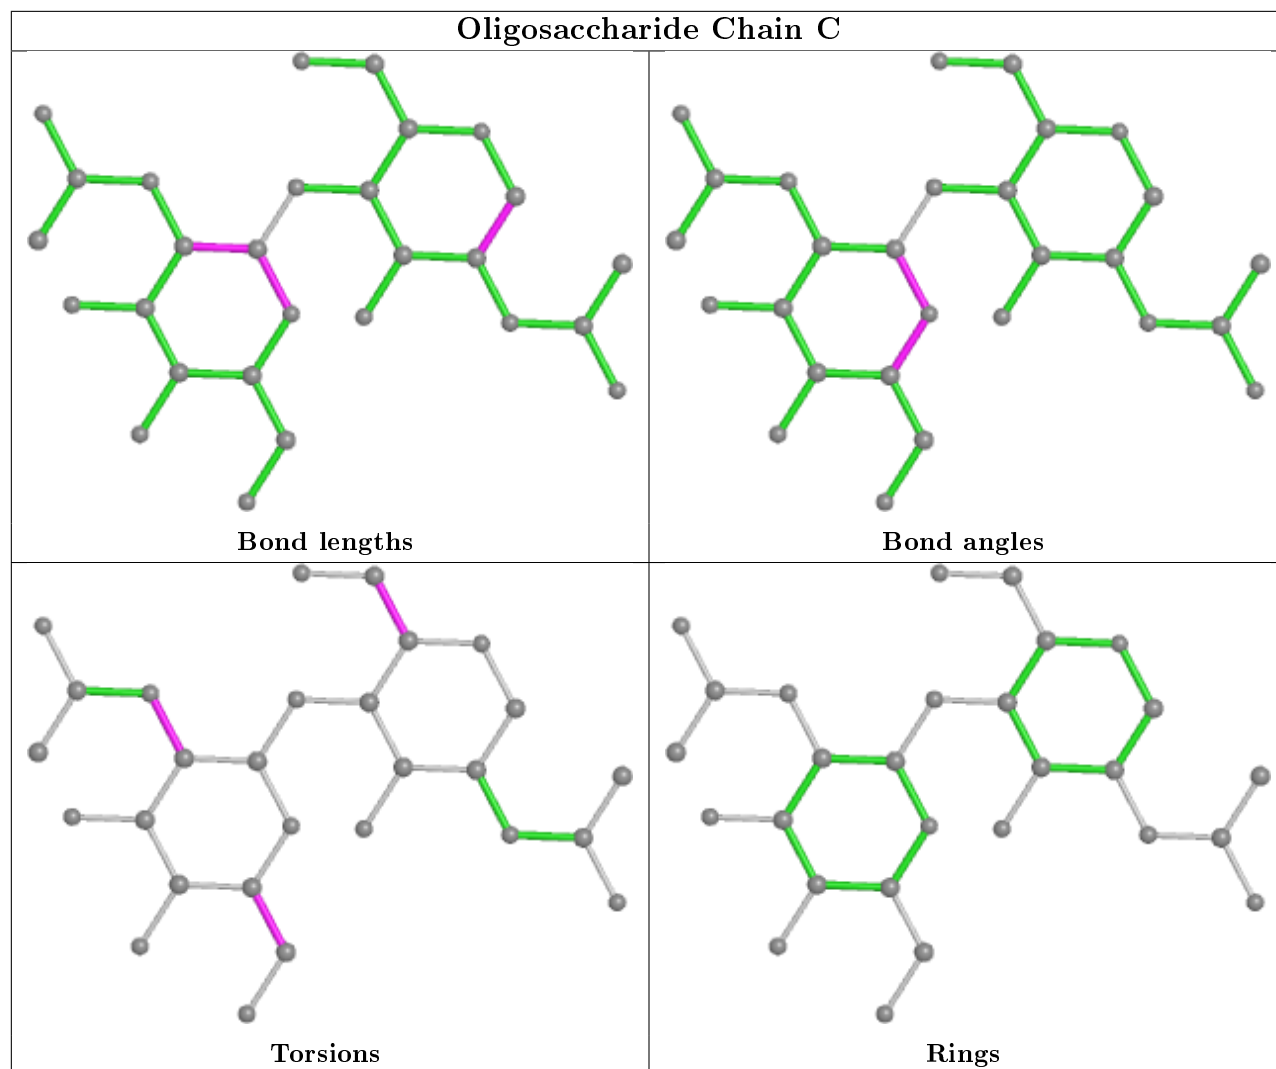 Oligosaccharide Chain C
Bond lengths
Bond angles
Torsions
Rings